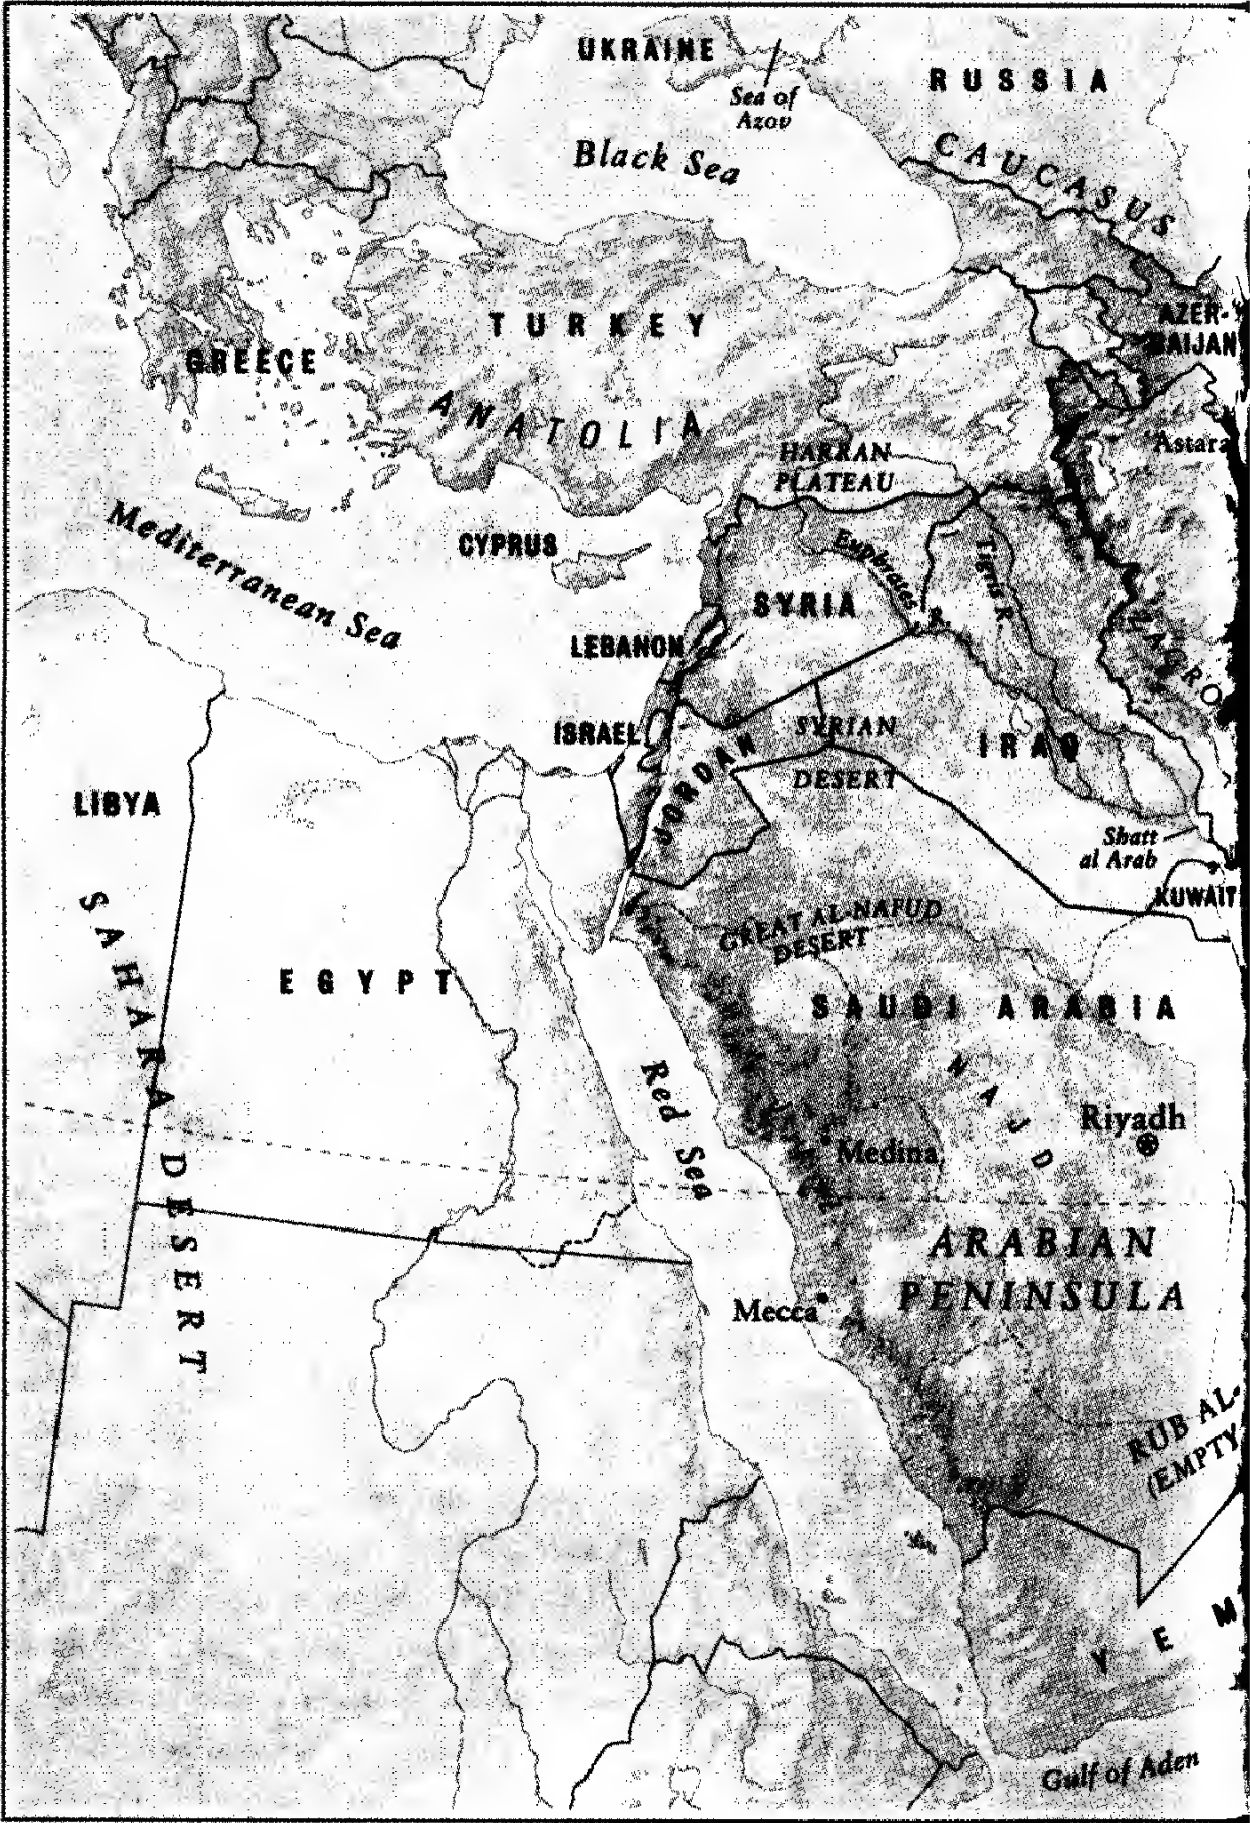 UKRAINE
RUSSIA
Sea of
Azov
Black Sea
CAUCASUS
AZER-
BAIJAN
TURKEY
GREECE
ANATOLIA
Astara
HARRAN
PLATEAU
Mediterranean Sea
CYPRUS
Euphrates R.
Tigris R.
SYRIA
LEBANON
ZAGRO
ISRAEL
JORDAN
SYRIAN
DESERT
IRAQ
LIBYA
Shatt
al Arab
KUWAIT
SAHARA DESERT
GREAT AL-NAFUD
DESERT
EGYPT
SAUDI ARABIA
Red Sea
NAJD
Riyadh
Medina
ARABIAN
PENINSULA
Mecca
RUB AL-
(EMPTY
YEM
Gulf of Aden